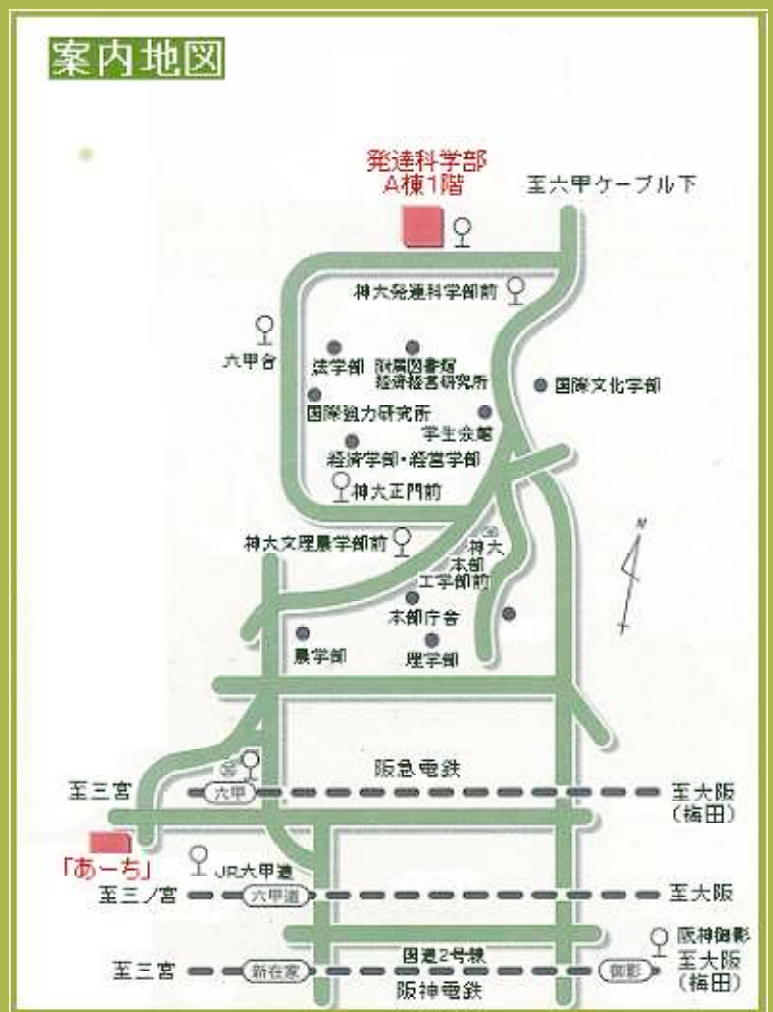 案内地図
発達科学部
A棟1階
至六甲ケーブル下
神大発達科学部前
六甲台
法学部
附属図書館
経済経営研究所
国際文化学部
国際協力研究所
学生会館
経済学部・経営学部
神大正門前
神大文理農学部前
神大
本部
工学部前
本部庁舎
農学部
理学部
N
阪急電鉄
至三宮
六甲
至大阪
(梅田)
「あーち」
JR六甲道
至三ノ宮
六甲道
至大阪
国道2号線
阪神御影
至三宮
新在家
御影
至大阪
(梅田)
阪神電鉄